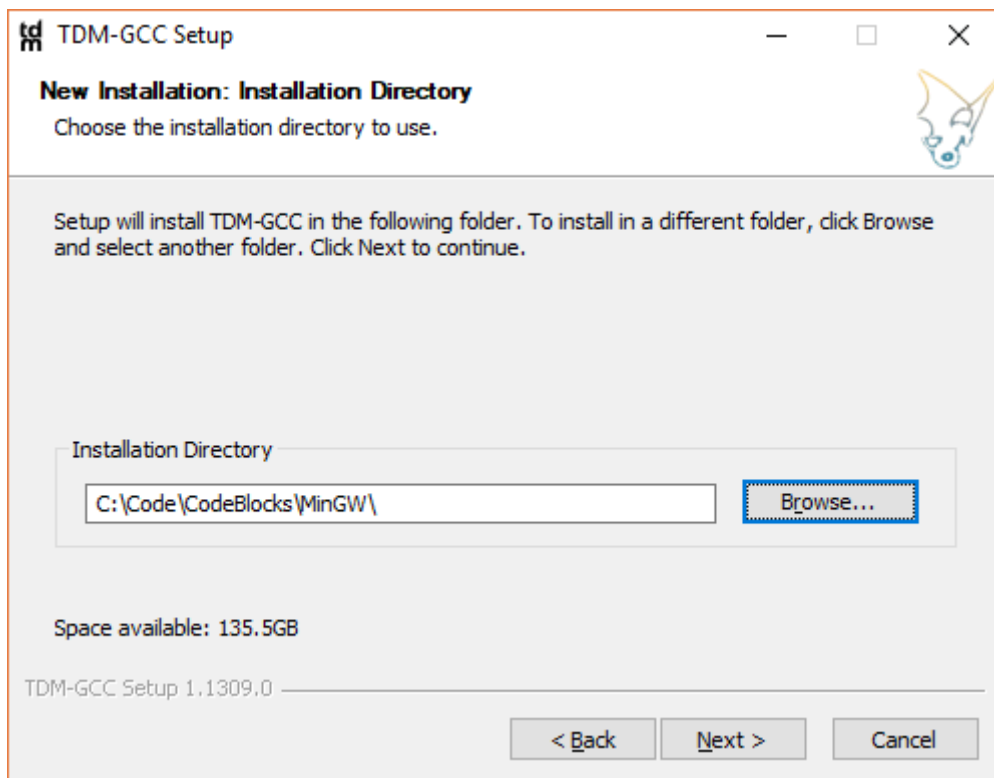 tdm TDM-GCC Setup
New Installation: Installation Directory
Choose the installation directory to use.
Setup will install TDM-GCC in the following folder. To install in a different folder, click Browse
and select another folder. Click Next to continue.
Installation Directory
C:\Code\CodeBlocks\MinGW\ Browse...
Space available: 135.5GB
TDM-GCC Setup 1.1309.0
< Back Next > Cancel